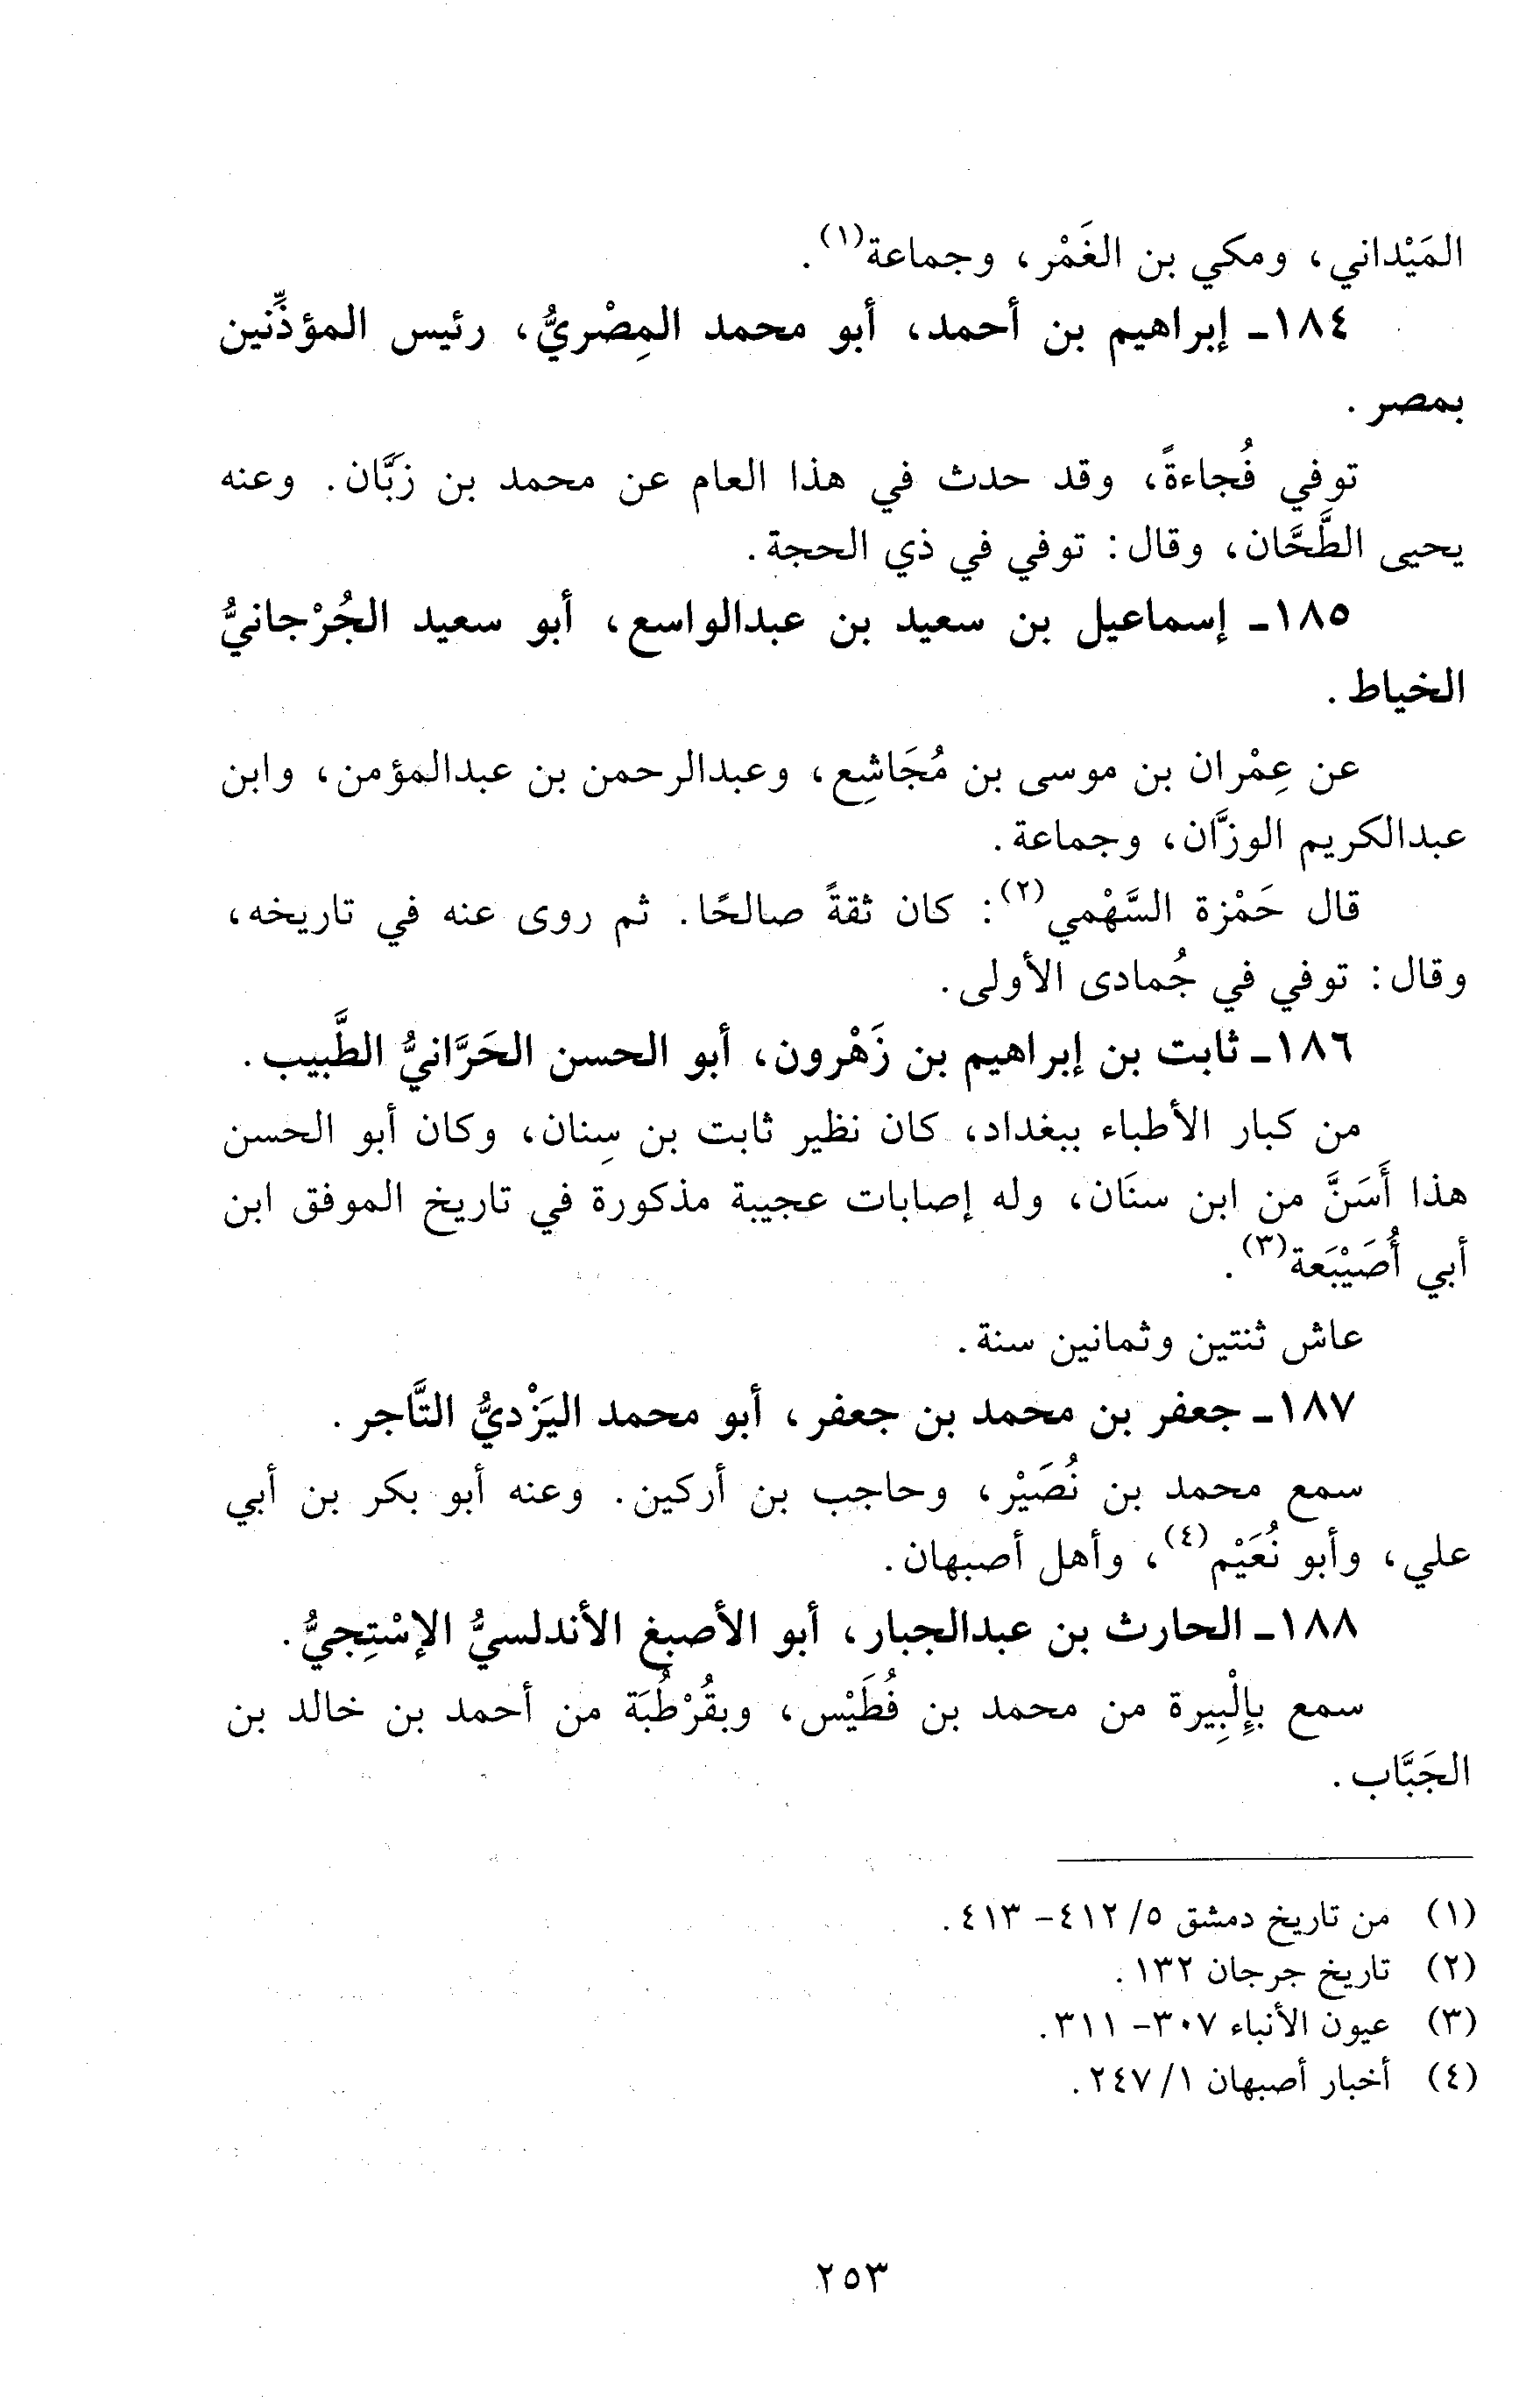 المَيْداني، ومكي بن الغَمْر، وجماعة(١).
١٨٤- إبراهيم بن أحمد، أبو محمد المِصْريُّ، رئيس المؤذِّنين
بمصر.
توفي فُجاءةً، وقد حدث في هذا العام عن محمد بن زَبَّان. وعنه
يحيى الطَّحَّان، وقال: توفي في ذي الحجة.
١٨٥- إسماعيل بن سعيد بن عبدالواسع، أبو سعيد الجُرْجانيُّ
الخياط.
عن عِمْران بن موسى بن مُجَاشِع، وعبدالرحمن بن عبدالمؤمن، وابن
عبدالكريم الوزَّان، وجماعة.
قال حَمْزة السَّهْمي(٢): كان ثقةً صالحًا. ثم روى عنه في تاريخه،
وقال: توفي في جُمادى الأولى.
١٨٦- ثابت بن إبراهيم بن زَهْرون، أبو الحسن الحَرَّانيُّ الطَّبيب.
من كبار الأطباء ببغداد، كان نظير ثابت بن سِنان، وكان أبو الحسن
هذا أَسَنَّ من ابن سنَان، وله إصابات عجيبة مذكورة في تاريخ الموفق ابن
أبي أُصَيْبَعة(٣).
عاش ثنتين وثمانين سنة.
١٨٧- جعفر بن محمد بن جعفر، أبو محمد اليَزْديُّ التَّاجر.
سمع محمد بن نُصَيْر، وحاجب بن أركين. وعنه أبو بكر بن أبي
علي، وأبو نُعَيْم(٤)، وأهل أصبهان.
١٨٨- الحارث بن عبدالجبار، أبو الأصبغ الأندلسيُّ الإسْتِجيُّ.
سمع بإِلْبِيرة من محمد بن فُطَيْس، وبقُرْطُبَة من أحمد بن خالد بن
الجَبَّاب.
(١) من تاريخ دمشق ٥/ ٤١٢- ٤١٣.
(٢) تاريخ جرجان ١٣٢.
(٣) عيون الأنباء ٣٠٧- ٣١١.
(٤) أخبار أصبهان ١/ ٢٤٧.
٢٥٣